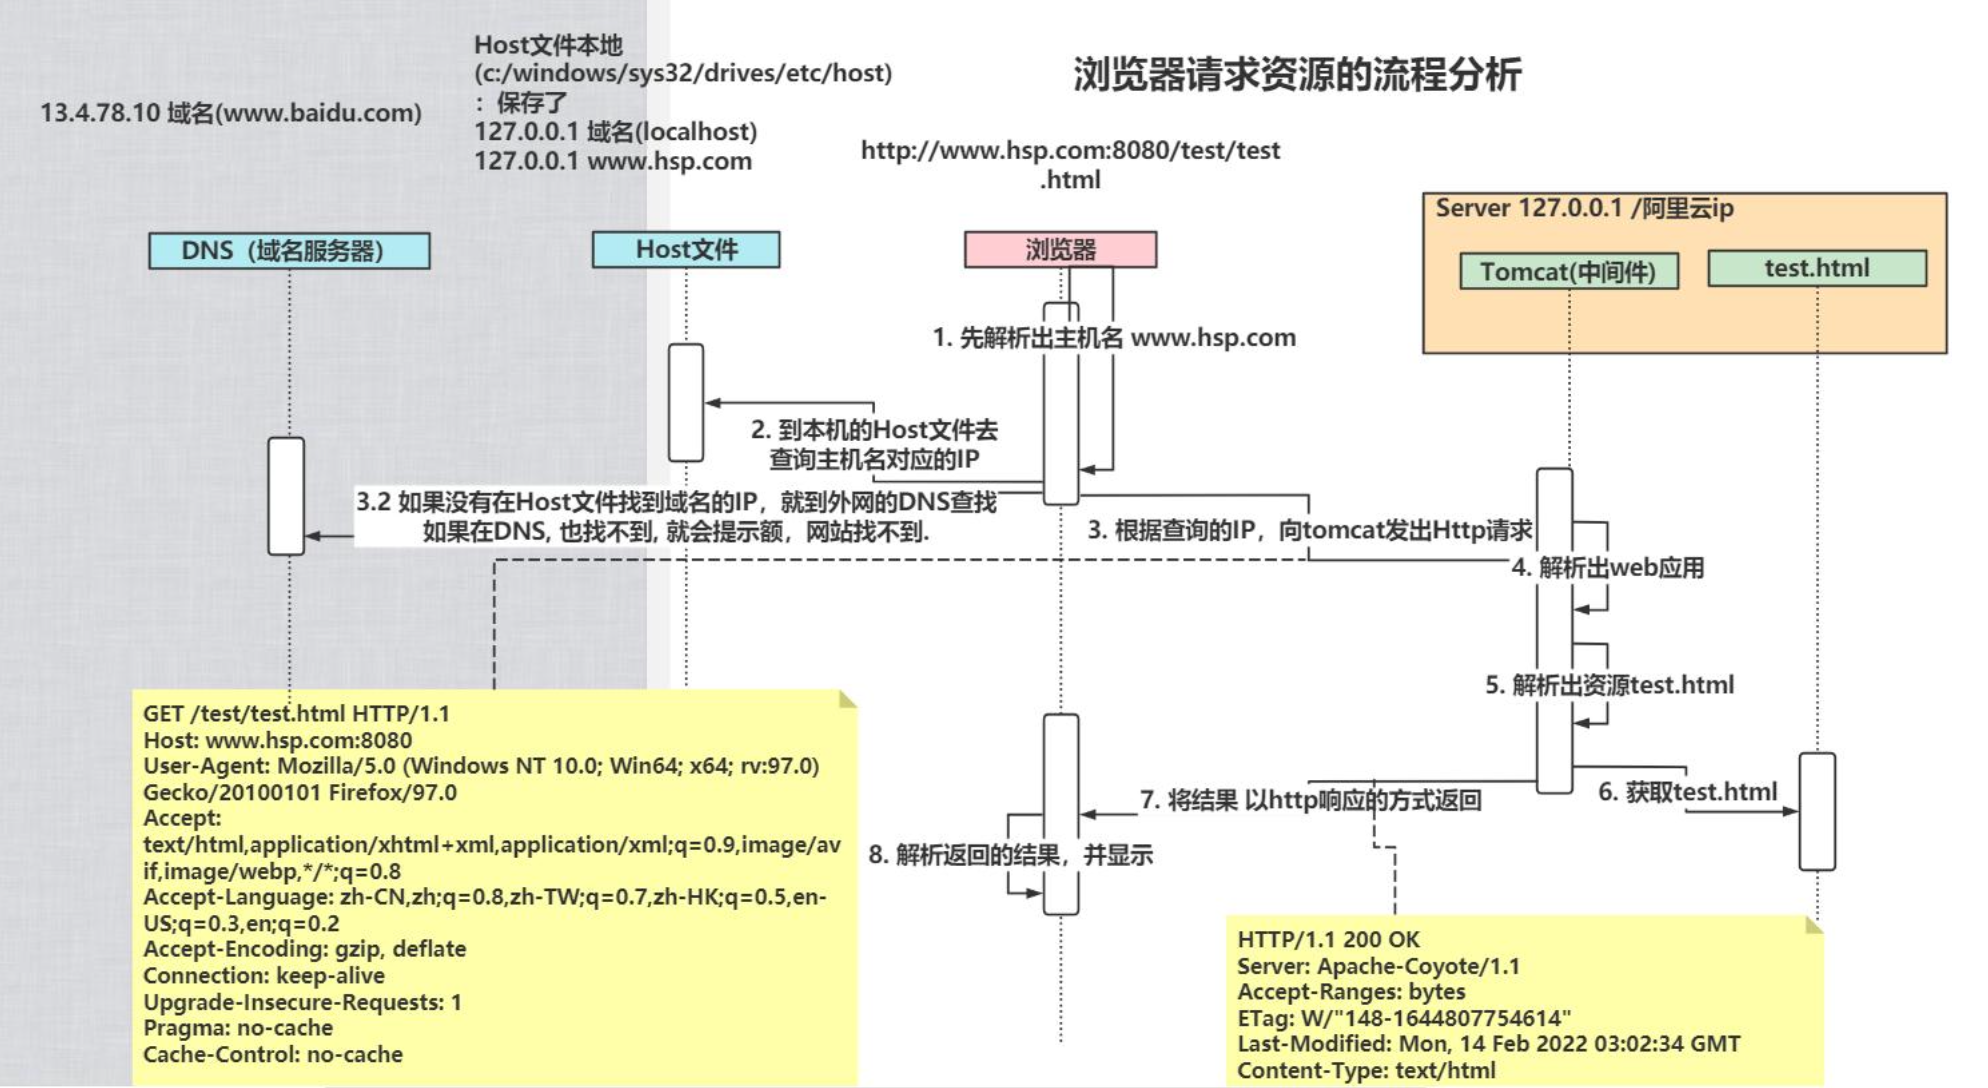 浏览器请求资源的流程分析
13.4.78.10 域名(www.baidu.com)
Host文件本地
(c:/windows/sys32/drives/etc/host)
：保存了
127.0.0.1 域名(localhost)
127.0.0.1 www.hsp.com
http://www.hsp.com:8080/test/test
.html
DNS（域名服务器）
Host文件
浏览器
Server 127.0.0.1 /阿里云ip
Tomcat(中间件)
test.html
1. 先解析出主机名 www.hsp.com
2. 到本机的Host文件去
查询主机名对应的IP
3.2 如果没有在Host文件找到域名的IP，就到外网的DNS查找
如果在DNS, 也找不到, 就会提示额，网站找不到.
3. 根据查询的IP，向tomcat发出Http请求
4. 解析出web应用
5. 解析出资源test.html
6. 获取test.html
7. 将结果 以http响应的方式返回
8. 解析返回的结果，并显示
GET /test/test.html HTTP/1.1
Host: www.hsp.com:8080
User-Agent: Mozilla/5.0 (Windows NT 10.0; Win64; x64; rv:97.0)
Gecko/20100101 Firefox/97.0
Accept:
text/html,application/xhtml+xml,application/xml;q=0.9,image/av
if,image/webp,*/*;q=0.8
Accept-Language: zh-CN,zh;q=0.8,zh-TW;q=0.7,zh-HK;q=0.5,en-
US;q=0.3,en;q=0.2
Accept-Encoding: gzip, deflate
Connection: keep-alive
Upgrade-Insecure-Requests: 1
Pragma: no-cache
Cache-Control: no-cache
HTTP/1.1 200 OK
Server: Apache-Coyote/1.1
Accept-Ranges: bytes
ETag: W/"148-1644807754614"
Last-Modified: Mon, 14 Feb 2022 03:02:34 GMT
Content-Type: text/html